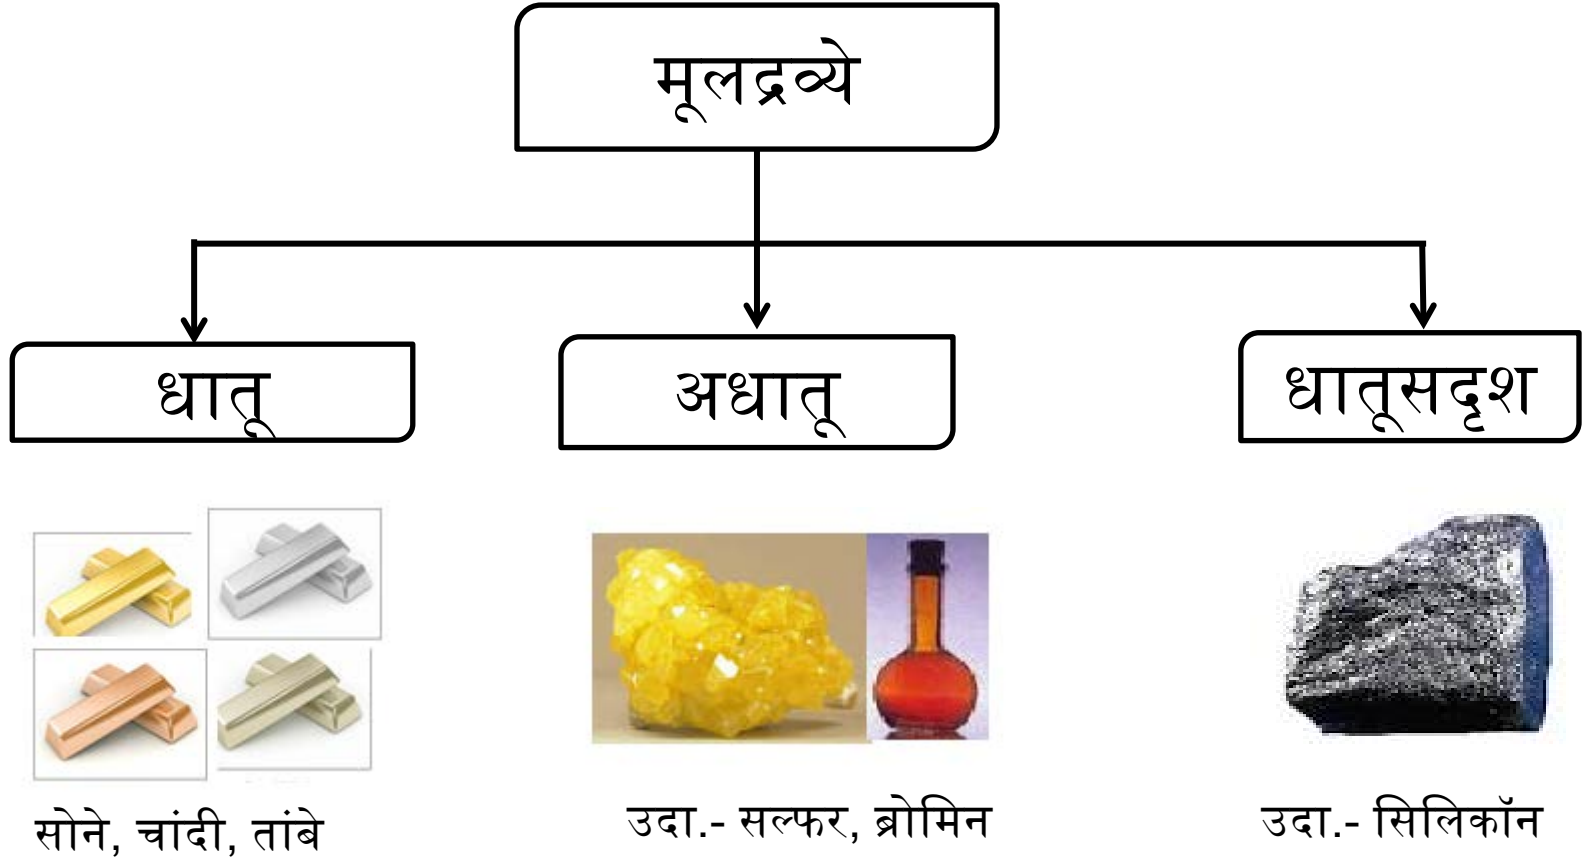 मूलद्रव्ये
धातू
अधातू
धातूसदृश
सोने, चांदी, तांबे
उदा.- सल्फर, ब्रोमिन
उदा.- सिलिकॉन